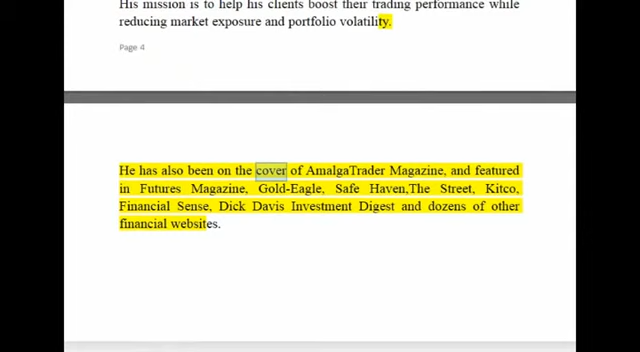 His mission is to help his clients boost their trading performance while
reducing market exposure and portfolio volatility.
Page 4
He has also been on the cover of AmalgaTrader Magazine, and featured
in Futures Magazine, Gold-Eagle, Safe Haven,The Street, Kitco,
Financial Sense, Dick Davis Investment Digest and dozens of other
financial websites.